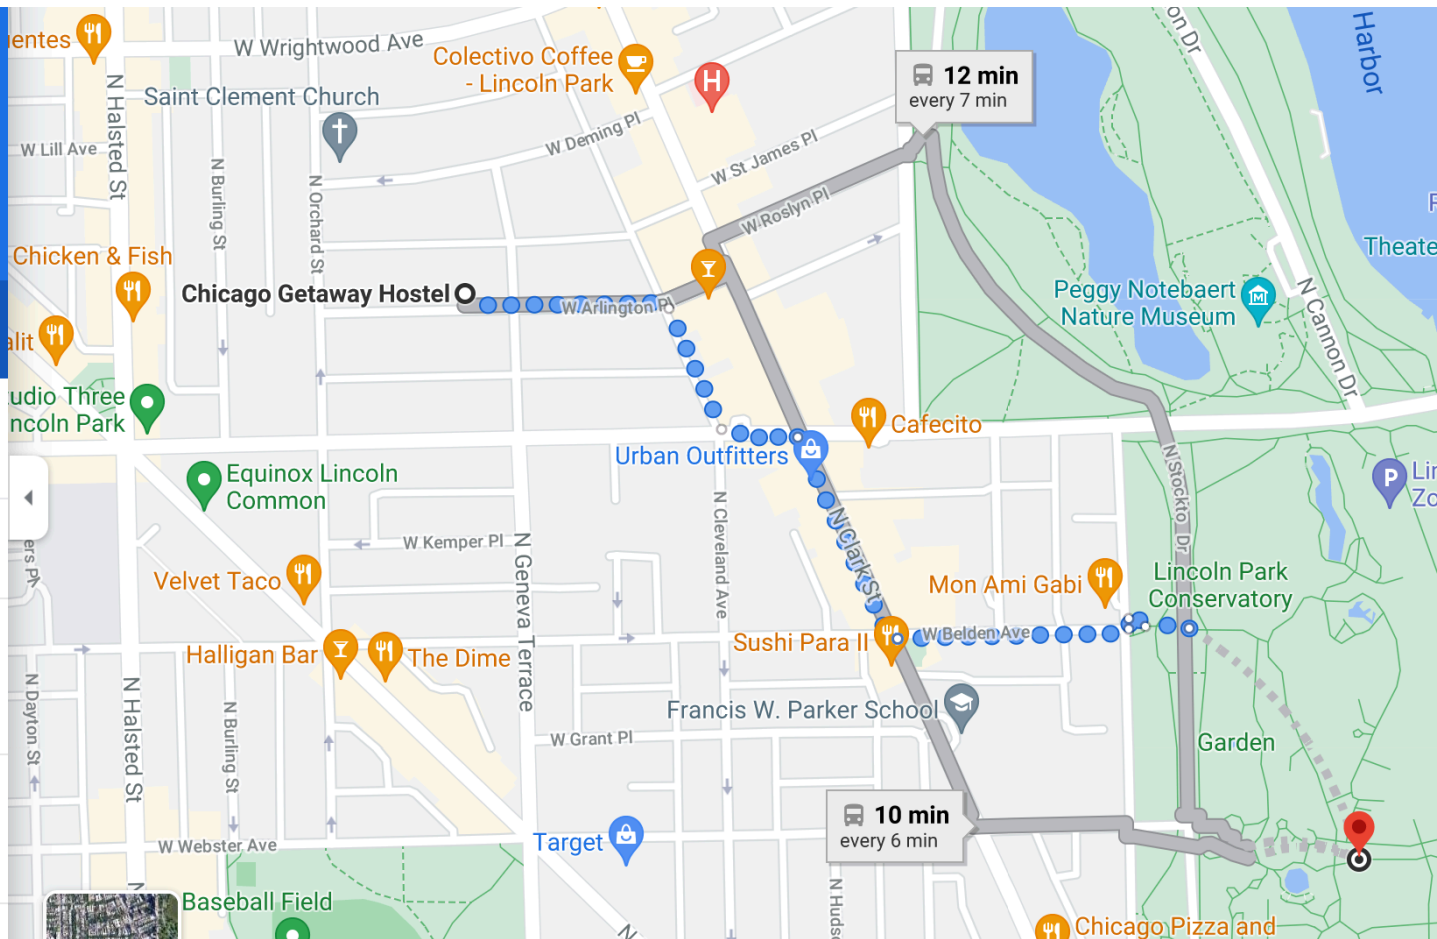 W Wrightwood Ave
Colectivo Coffee
- Lincoln Park
H
12 min
every 7 min
Harbor
N Halsted St
Saint Clement Church
W Deming Pl
W St James Pl
W Lill Ave
N Burling St
N Orchard St
W Roslyn Pl
Theate
Chicken & Fish
Chicago Getaway Hostel
W Arlington Pl
Peggy Notebaert
Nature Museum
N Cannon Dr
udio Three
ncoln Park
Cafecito
Urban Outfitters
Equinox Lincoln
Common
N Stockto Dr
P
Lin
Zo
N Cleveland Ave
N Clark St
W Kemper Pl
N Geneva Terrace
Velvet Taco
Mon Ami Gabi
Lincoln Park
Conservatory
Sushi Para II
W Belden Ave
Halligan Bar
The Dime
N Dayton St
N Halsted St
N Burling St
Francis W. Parker School
W Grant Pl
Garden
10 min
every 6 min
W Webster Ave
Target
Baseball Field
Chicago Pizza and